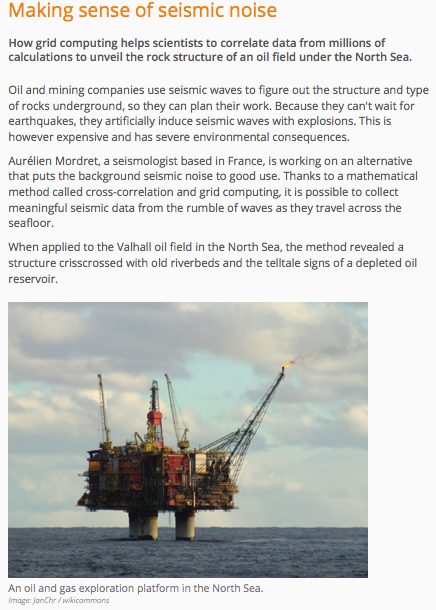 Making sense of seismic noise
How grid computing helps scientists to correlate data from millions of
calculations to unveil the rock structure of an oil field under the North Sea.
Oil and mining companies use seismic waves to figure out the structure and type
of rocks underground, so they can plan their work. Because they can't wait for
earthquakes, they artificially induce seismic waves with explosions. This is
however expensive and has severe environmental consequences.
Aurélien Mordret, a seismologist based in France, is working on an alternative
that puts the background seismic noise to good use. Thanks to a mathematical
method called cross-correlation and grid computing, it is possible to collect
meaningful seismic data from the rumble of waves as they travel across the
seafloor.
When applied to the Valhall oil field in the North Sea, the method revealed a
structure crisscrossed with old riverbeds and the telltale signs of a depleted oil
reservoir.
An oil and gas exploration platform in the North Sea.
Image: JanChr / wikicommons